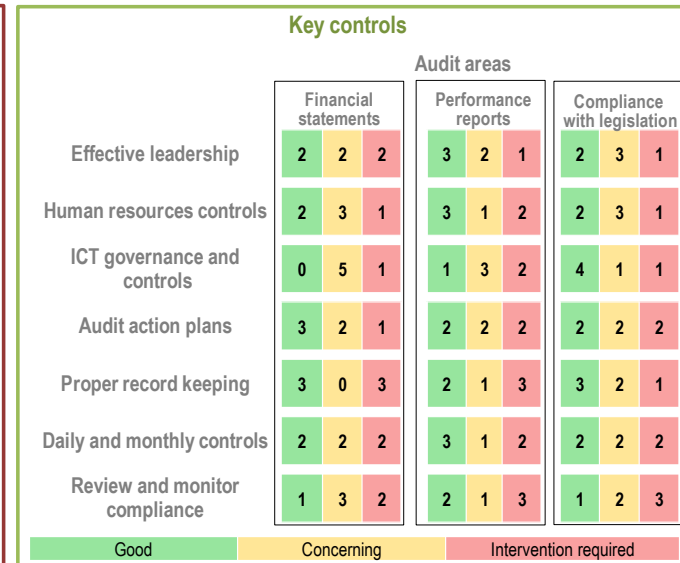 Key controls
Audit areas
Financial
statements
Performance
reports
Compliance
with legislation
Effective leadership 2 2 2 3 2 1 2 3 1
Human resources controls 2 3 1 3 1 2 2 3 1
ICT governance and
controls 0 5 1 1 3 2 4 1 1
Audit action plans 3 2 1 2 2 2 2 2 2
Proper record keeping 3 0 3 2 1 3 3 2 1
Daily and monthly controls 2 2 2 3 1 2 2 2 2
Review and monitor
compliance 1 3 2 2 1 3 1 2 3
Good Concerning Intervention required